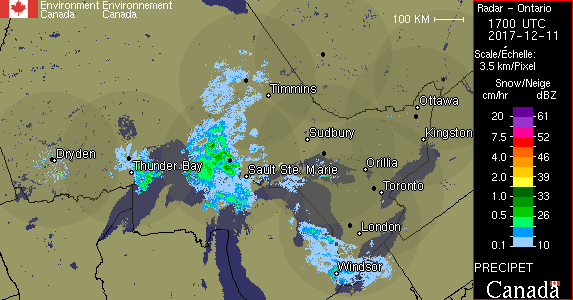 Environment Environnement
Canada Canada
100 KM
Timmins
Ottawa
Sudbury
Kingston
Dryden
Thunder Bay
Sault Ste. Marie
Orillia
Toronto
London
Windsor
Radar - Ontario
1700 UTC
2017-12-11
Scale/Échelle:
3.5 km/Pixel
Snow/Neige
cm/hr dBZ
20 61
7.5 52
4.0 46
2.0 39
1.0 33
0.5 26
0.1 10
PRECIPET
Canada